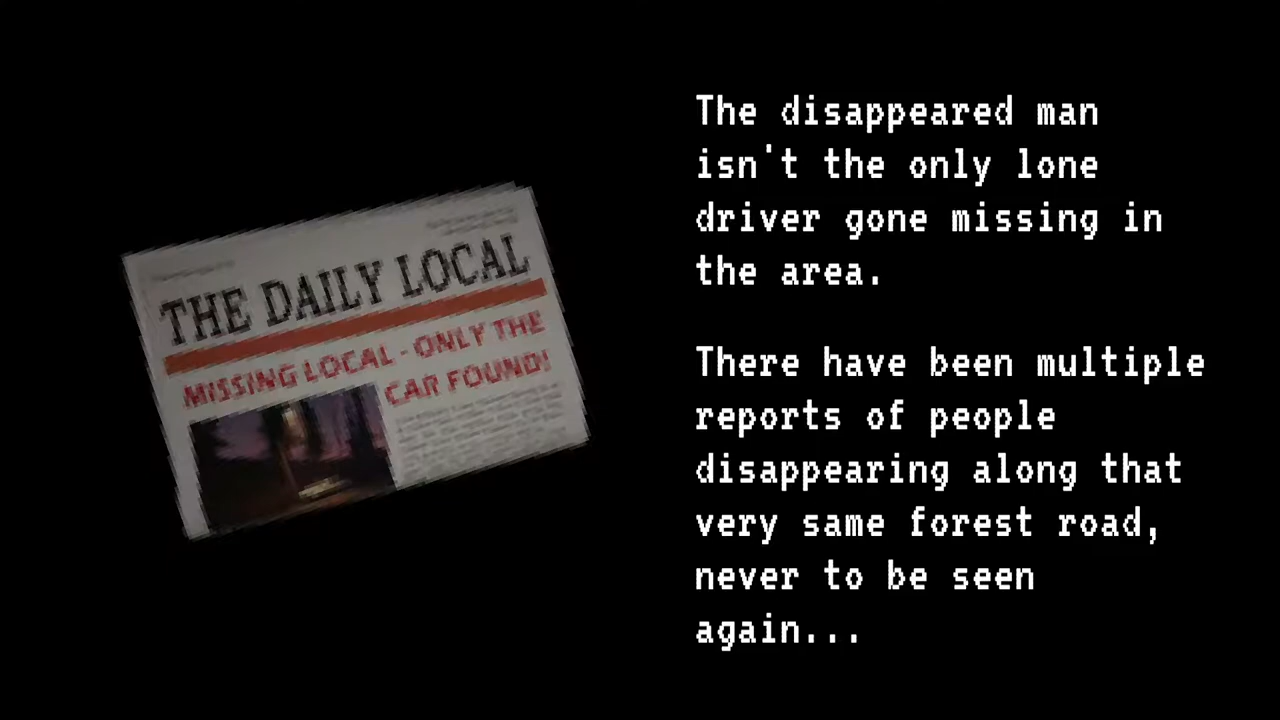 THE DAILY LOCAL
MISSING LOCAL - ONLY THE
CAR FOUND!
The disappeared man
isn't the only lone
driver gone missing in
the area.
There have been multiple
reports of people
disappearing along that
very same forest road,
never to be seen
again...